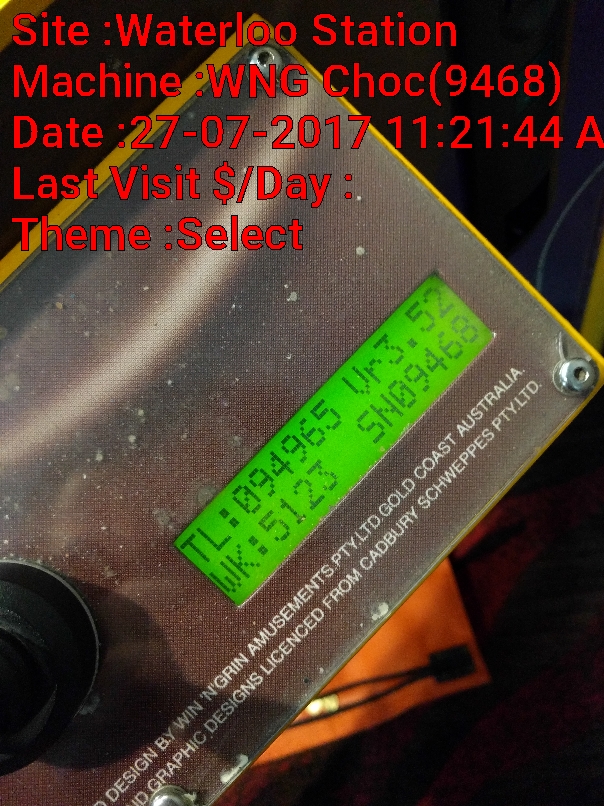 Site :Waterloo Station
Machine :WNG Choc(9468)
Date :27-07-2017 11:21:44 A
Last Visit $/Day :
Theme :Select
TL:094965 Vr3.52
WK:5123 SN09468
D DESIGN BY WIN 'N'GRIN AMUSEMENTS.PTY.LTD.GOLD COAST AUSTRALIA.
GRAPHIC DESIGNS LICENCED FROM CADBURY SCHWEPPES PTY.LTD.